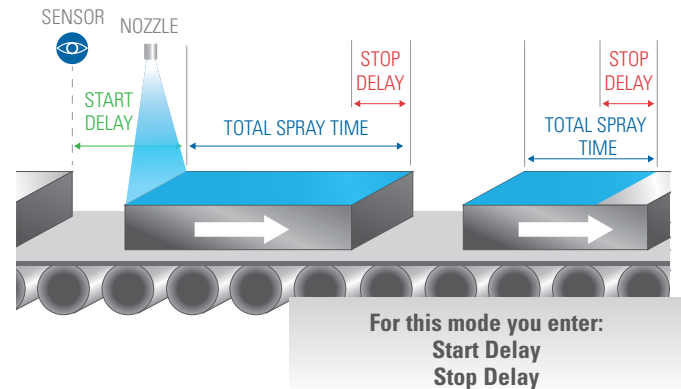 SENSOR
NOZZLE
START
DELAY
TOTAL SPRAY TIME
STOP
DELAY
STOP
DELAY
TOTAL SPRAY
TIME
For this mode you enter:
Start Delay
Stop Delay